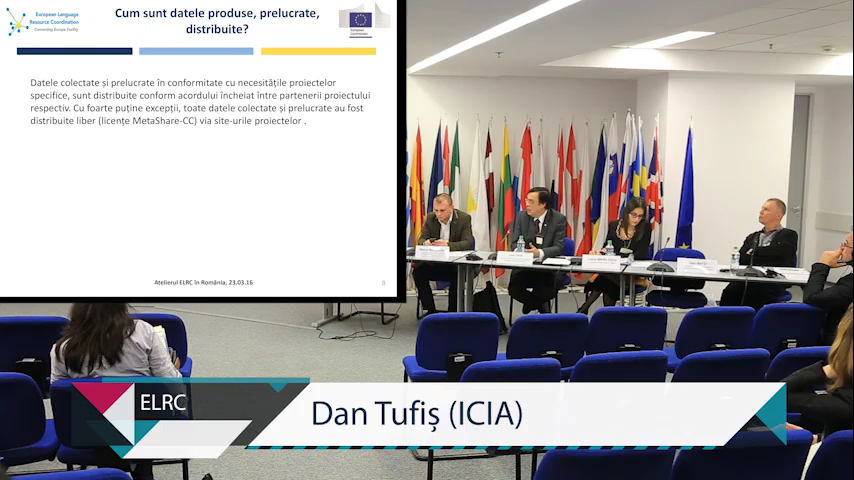 European Language
Resource Coordination
Connecting Europe Facility
Cum sunt datele produse, prelucrate,
distribuite?
European
Commission
Datele colectate și prelucrate în conformitate cu necesitățile proiectelor
specifice, sunt distribuite conform acordului încheiat între partenerii proiectului
respectiv. Cu foarte puține excepții, toate datele colectate și prelucrate au fost
distribuite liber (licențe MetaShare-CC) via site-urile proiectelor .
Atelierul ELRC în România, 23.03.16
ELRC
Dan Tufiș (ICIA)